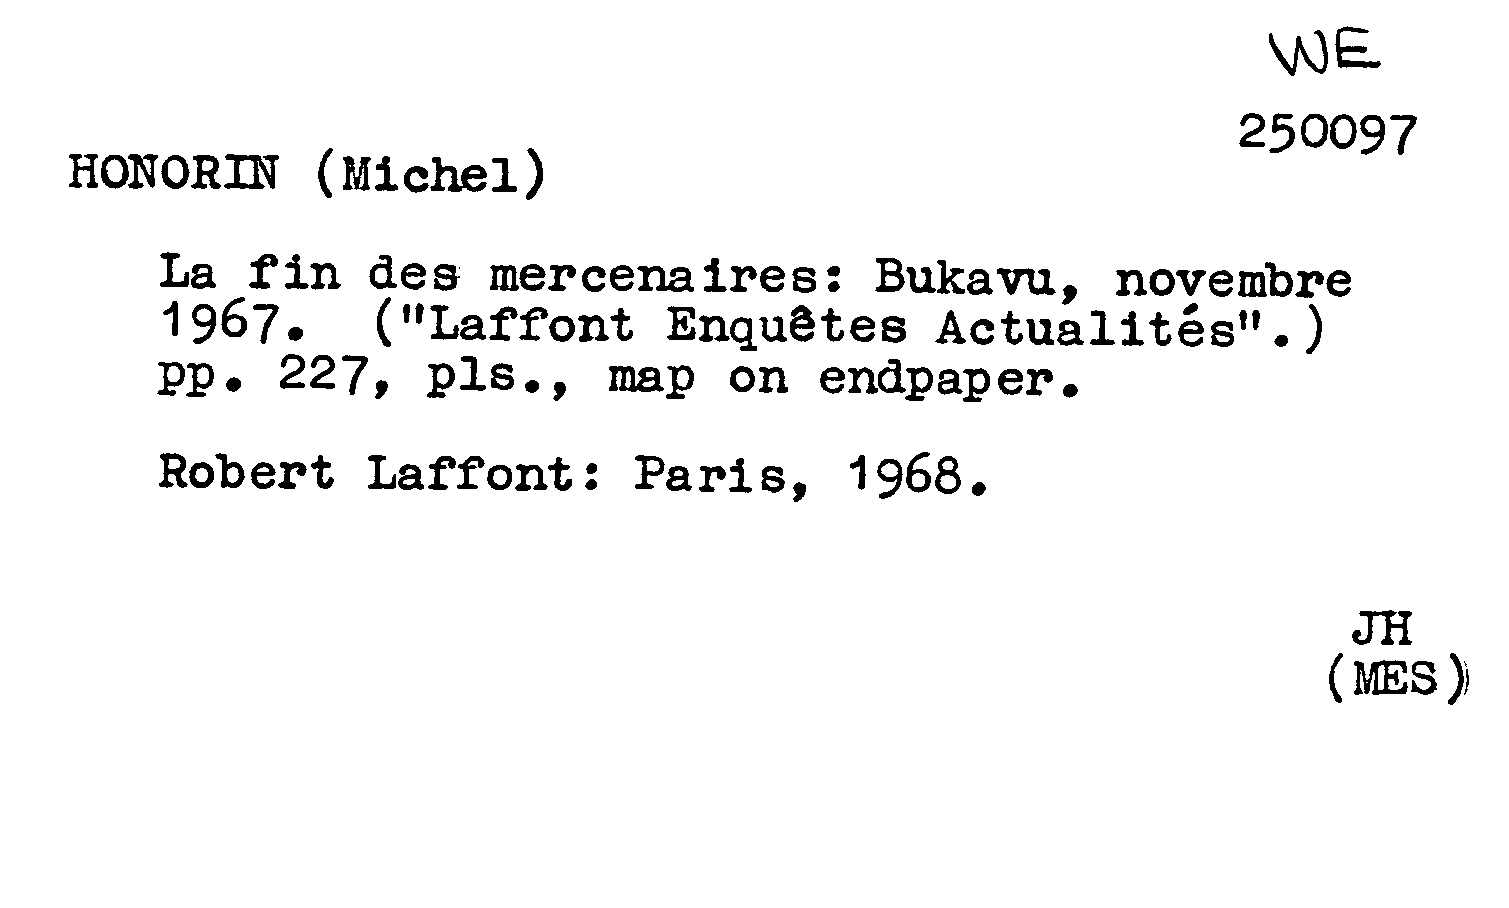 WE
250097
HONORIN (Michel)
La fin des mercenaires: Bukavu, novembre
1967. ("Laffont Enquêtes Actualités".)
pp. 227, pls., map on endpaper.
Robert Laffont: Paris, 1968.
JH
(MES)